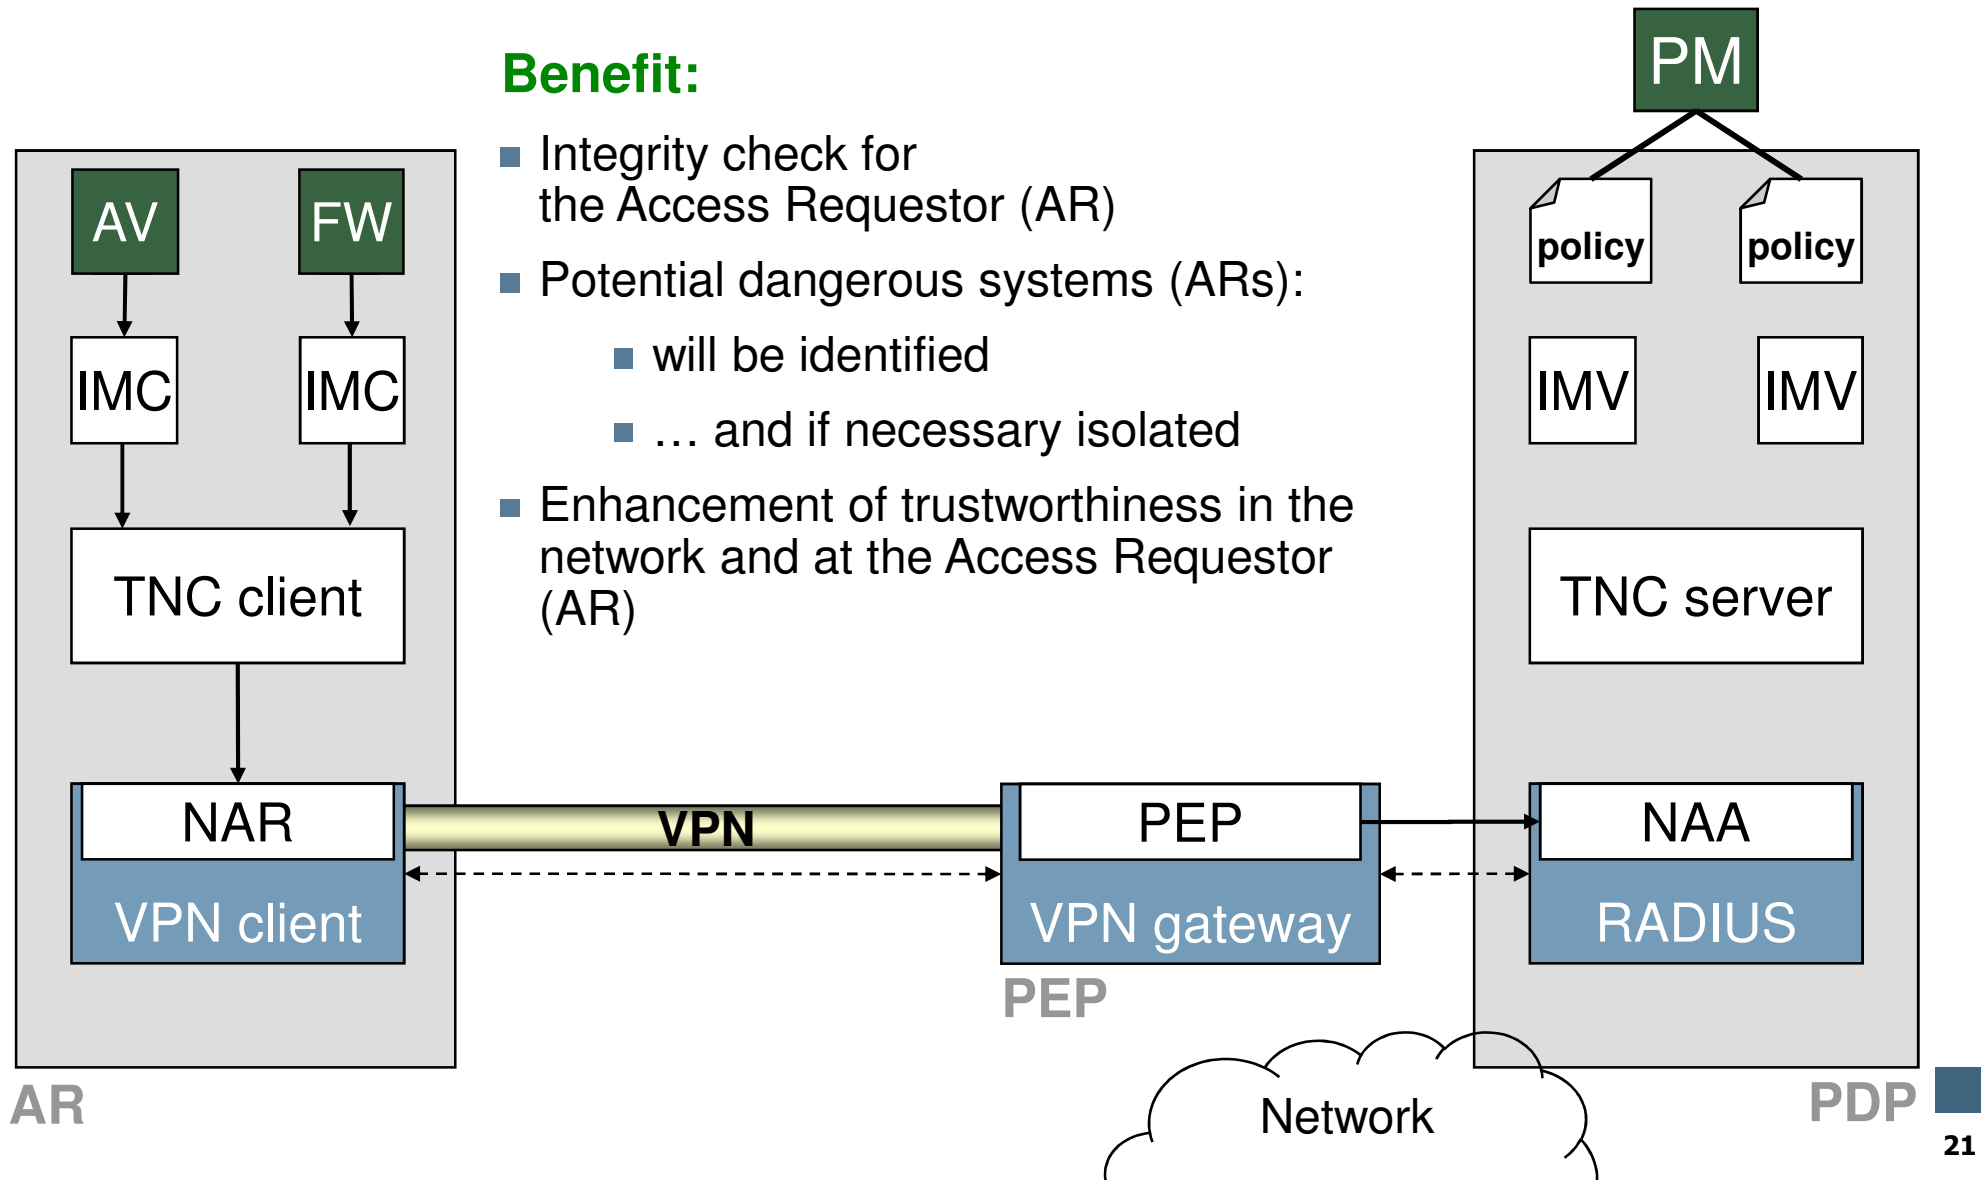 PM
Benefit:
Integrity check for
the Access Requestor (AR)
Potential dangerous systems (ARs):
will be identified
… and if necessary isolated
Enhancement of trustworthiness in the
network and at the Access Requestor
(AR)
AV
FW
IMC
IMC
TNC client
NAR
VPN client
AR
VPN
PEP
VPN gateway
PEP
Network
policy
policy
IMV
IMV
TNC server
NAA
RADIUS
PDP
21